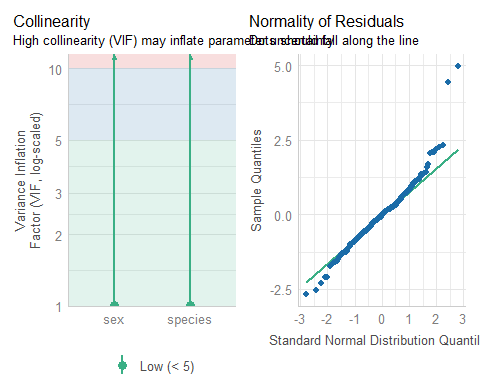 Collinearity
High collinearity (VIF) may inflate parameter uncertainty
Variance Inflation
Factor (VIF, log-scaled)
10
5
3
2
1
sex
species
Low (< 5)
Normality of Residuals
Dots should fall along the line
Sample Quantiles
5.0
2.5
0.0
-2.5
-3
-2
-1
0
1
2
3
Standard Normal Distribution Quantil